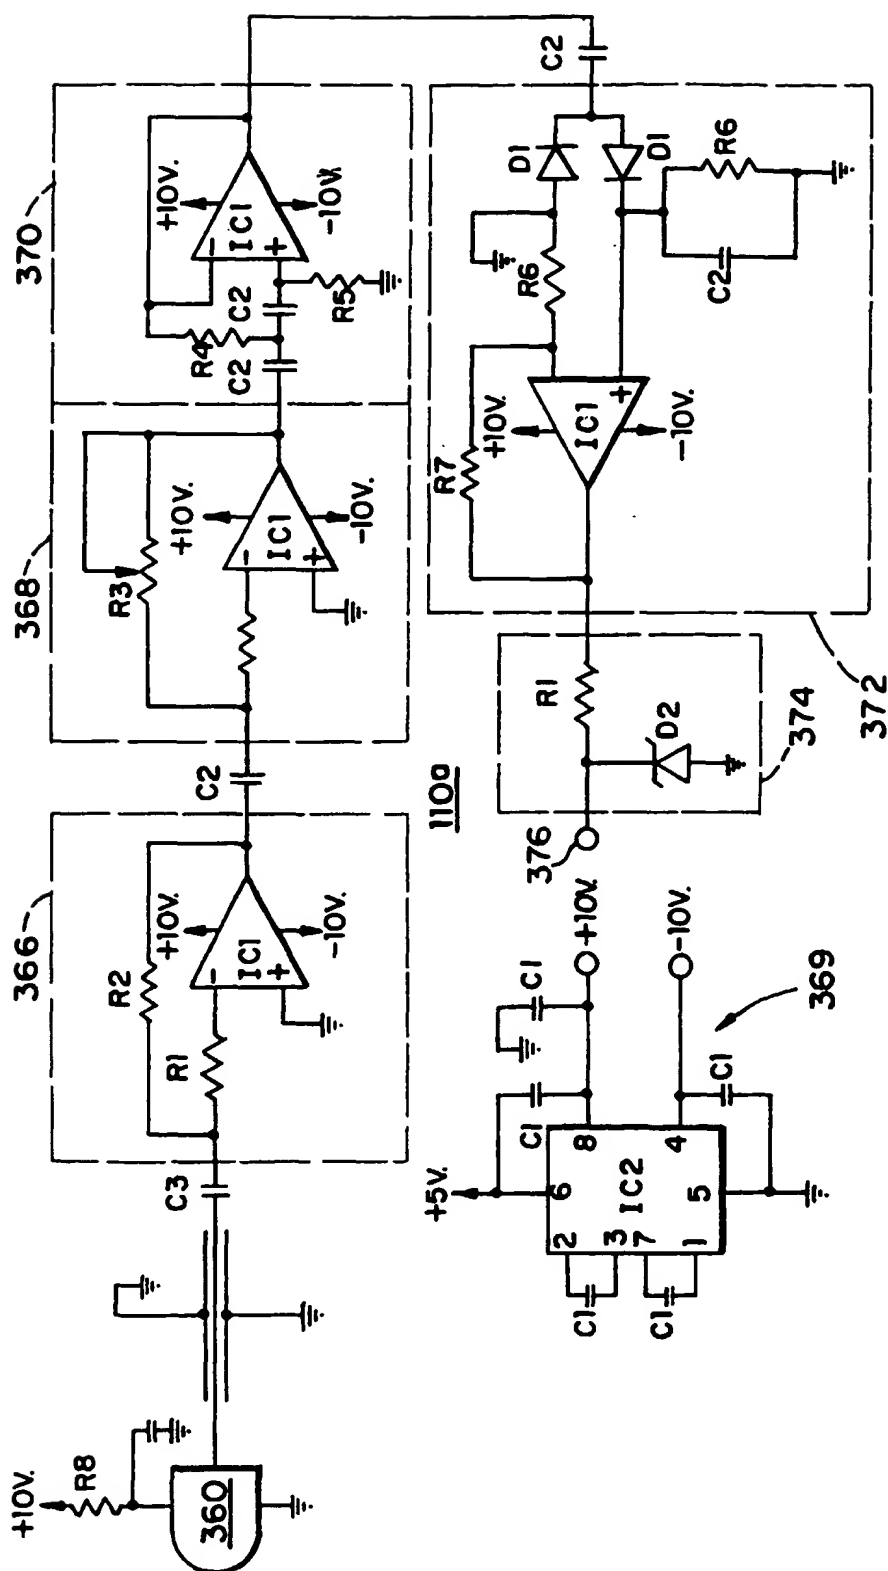 366
368
370
+10V.
R8
360
C3
R2
R1
+10V.
-
IC1
+
-10V.
C2
R3
+10V.
-
IC1
+
-10V.
R4
C2
C2
R5
+10V.
-
IC1
+
-10V.
C2
110a
+5V.
C1
C1
+10V.
2
6
8
C1
3
IC2
7
C1
1
5
4
C1
-10V.
369
376
R1
D2
374
R7
+10V.
IC1
+
-10V.
R6
D1
D1
C2
R6
372